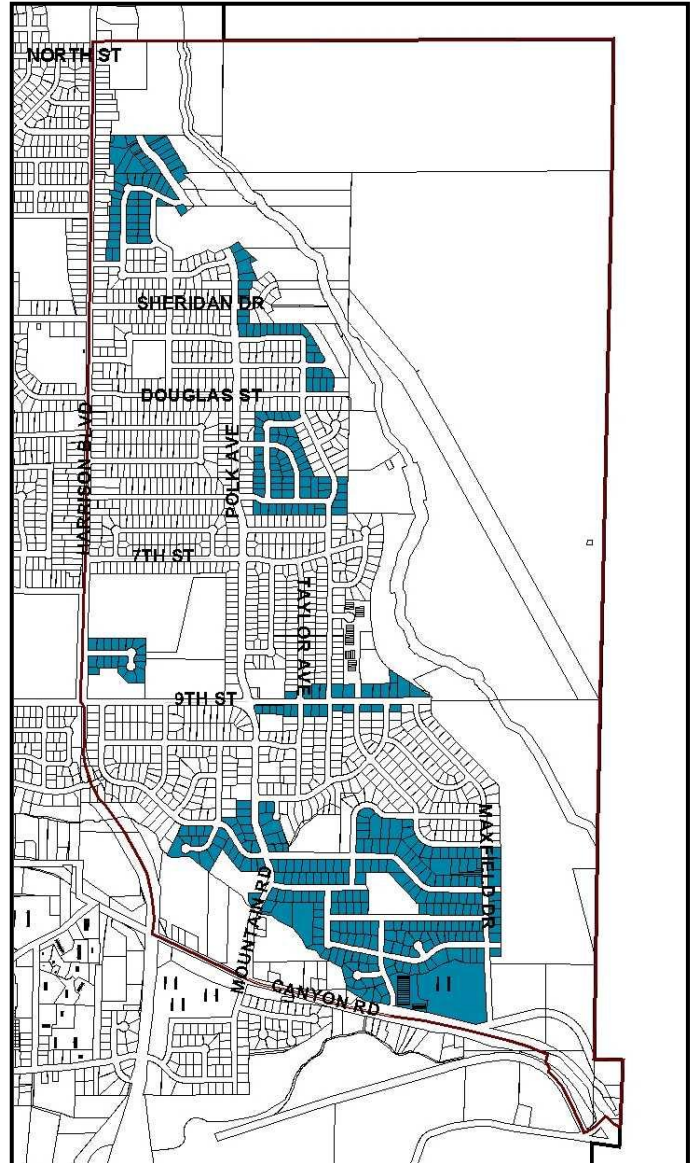 NORTH ST
SHERIDAN DR
DOUGLAS ST
HARRISON BLVD
POLK AVE
7TH ST
TAYLOR AVE
9TH ST
MAXFIELD DR
MOUNTAIN RD
CANYON RD